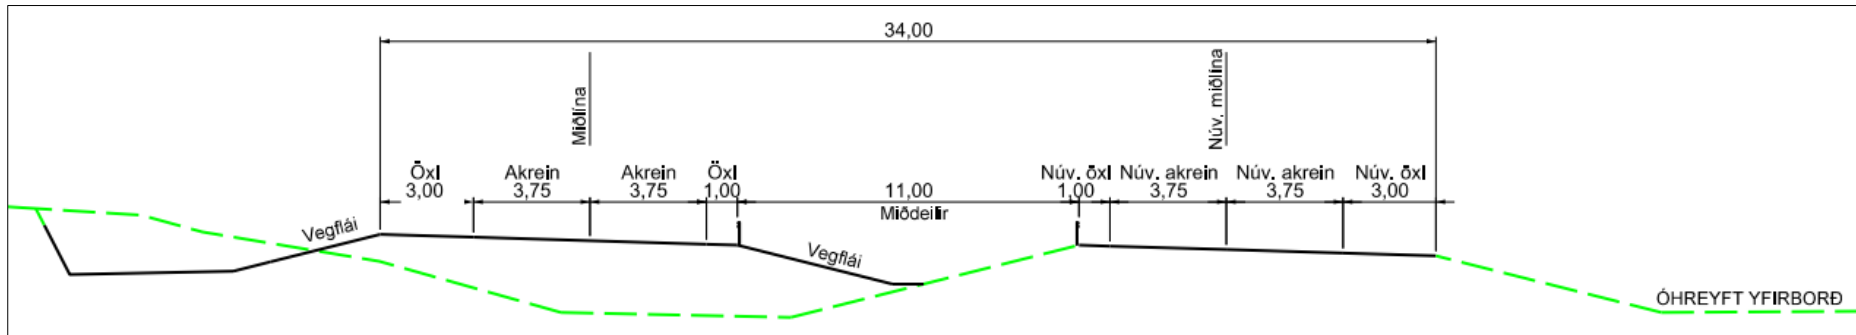 34,00
Miðlína
Núv. miðlína
Öxl Akrein Akrein Öxl Núv. öxl Núv. akrein Núv. akrein Núv. öxl
3,00 3,75 3,75 1,00 11,00 1,00 3,75 3,75 3,00
Miðdeilir
Vegflái
Vegflái
ÓHREYFT YFIRBORÐ